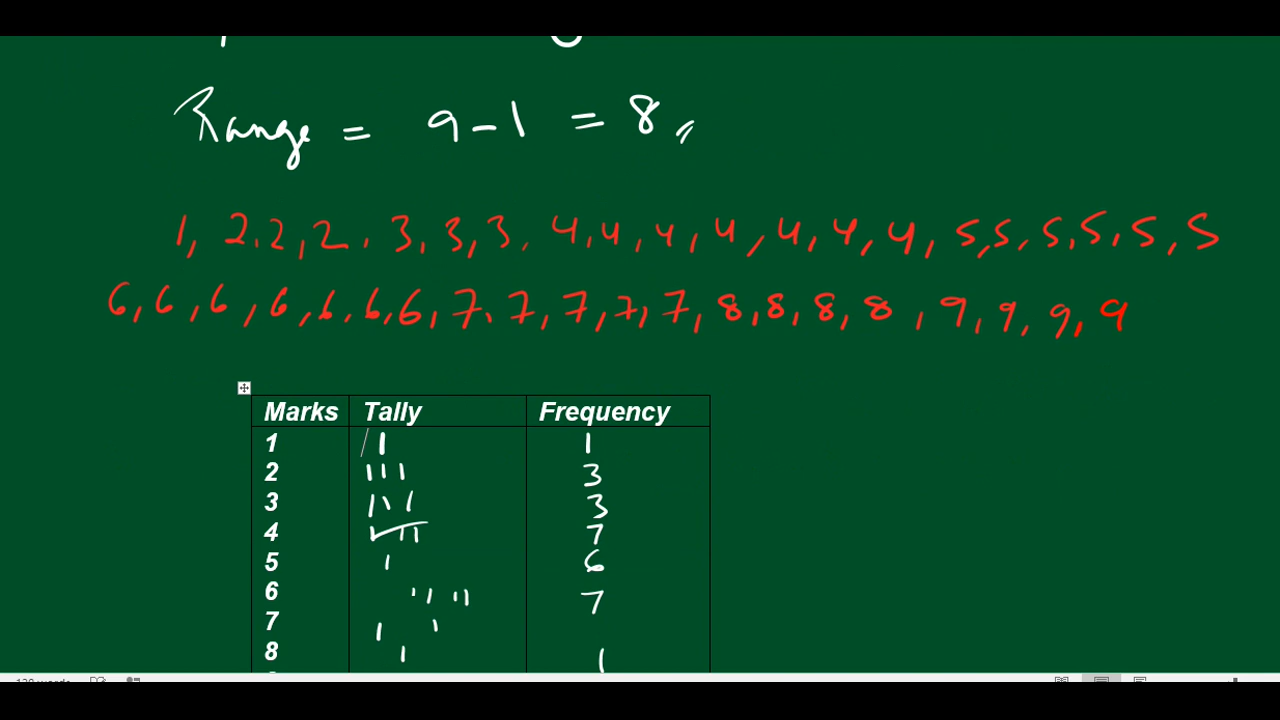 Range = 9 - 1 = 8
1, 2, 2, 2, 3, 3, 3, 4, 4, 4, 4, 4, 4, 4, 5, 5, 5, 5, 5, 5
6, 6, 6, 6, 6, 6, 6, 7, 7, 7, 7, 7, 8, 8, 8, 8, 9, 9, 9, 9
Marks Tally Frequency
1 | 1
2 ||| 3
3 ||| 3
4 7
5 6
6 7
7
8 1